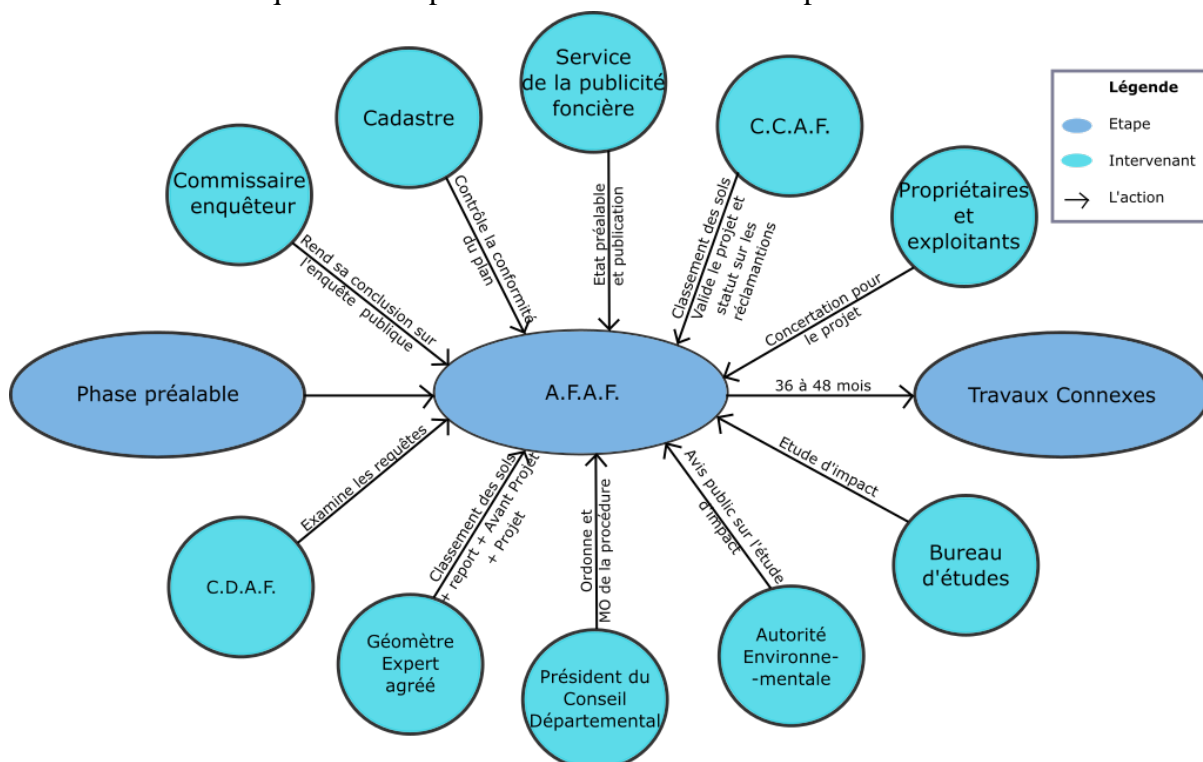 Service
de la publicité
foncière
Cadastre
C.C.A.F.
Légende
Etape
Intervenant
L'action
Commissaire
enquêteur
Propriétaires
et
exploitants
Rend sa conclusion sur
l'enquête publique
Contrôle la conformité
du plan
Etat préalable
et publication
Classement des sols
Valide le projet et
statut sur les
réclamantions
Concertation pour
le projet
Phase préalable
A.F.A.F.
36 à 48 mois
Travaux Connexes
Examine les requêtes
Classement des sols
+ report + Avant Projet
+ Projet
Ordonne et
MO de la procédure
Avis public sur l'étude
d'impact
Etude d'impact
C.D.A.F.
Géomètre
Expert
agréé
Président du
Conseil
Départemental
Autorité
Environne-
-mentale
Bureau
d'études